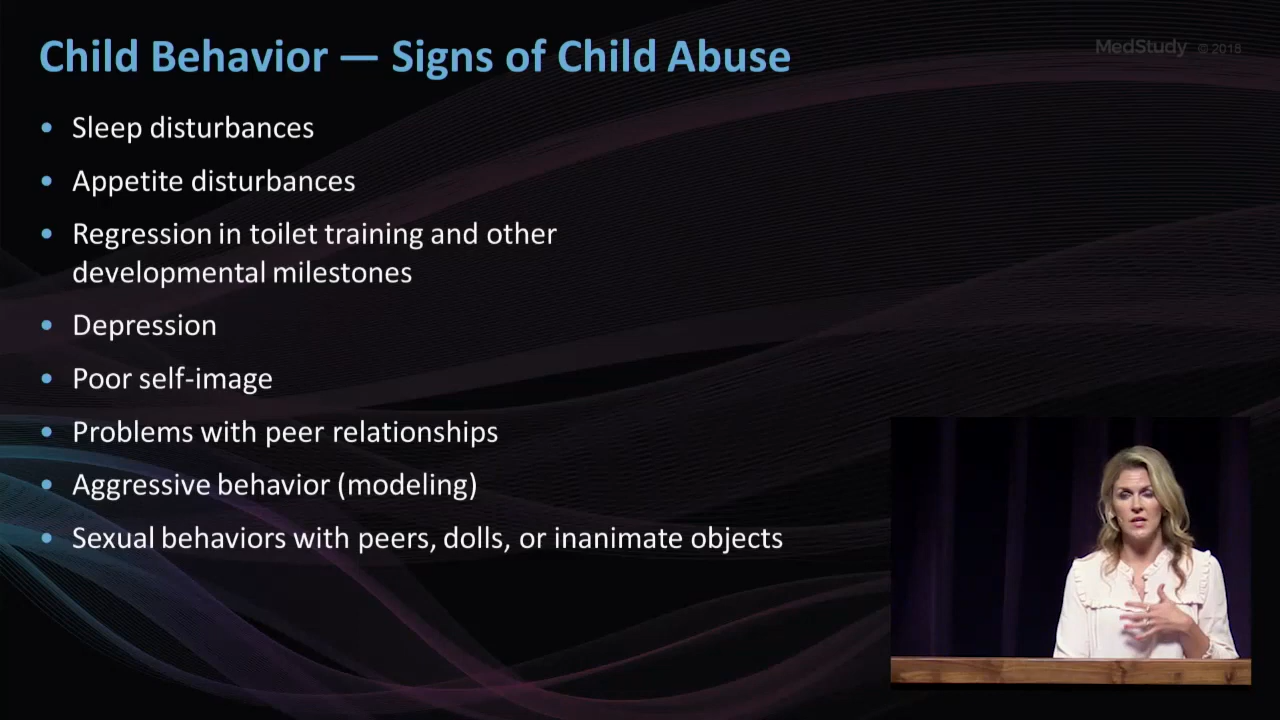 Child Behavior — Signs of Child Abuse
MedStudy © 2018
• Sleep disturbances
• Appetite disturbances
• Regression in toilet training and other
developmental milestones
• Depression
• Poor self-image
• Problems with peer relationships
• Aggressive behavior (modeling)
• Sexual behaviors with peers, dolls, or inanimate objects